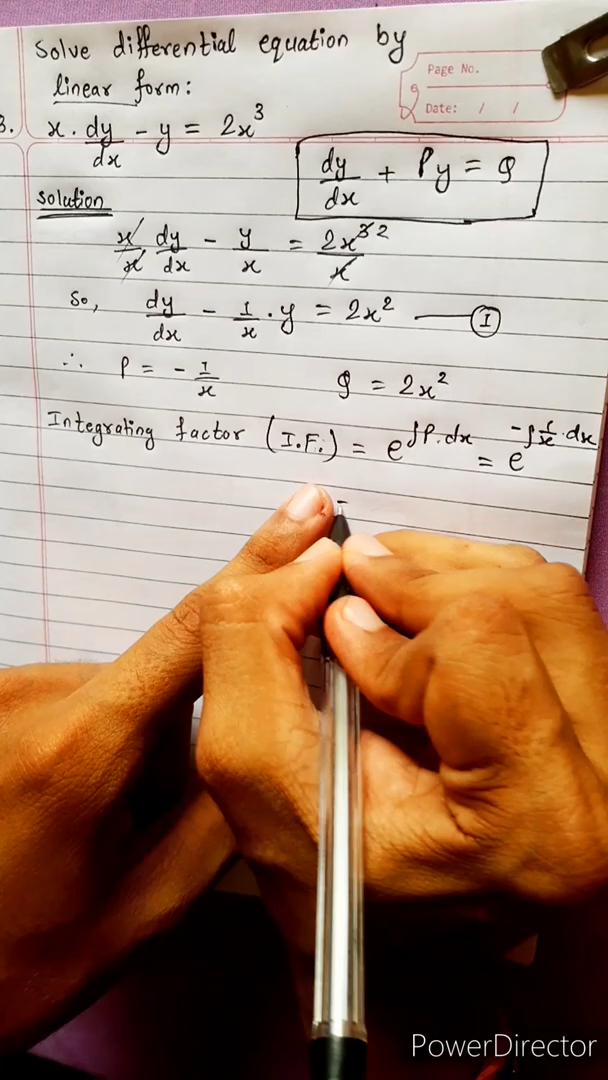 Solve differential equation by
linear form:
Page No.
Date: / /
3. x . dy/dx - y = 2x³
dy/dx + Py = Q
Solution
x/x dy/dx - y/x = 2x³ ²/x
So, dy/dx - 1/x . y = 2x² —— I
∴ P = - 1/x Q = 2x²
Integrating factor (I.F.) = e^∫P.dx = e^-∫1/x.dx
=
PowerDirector